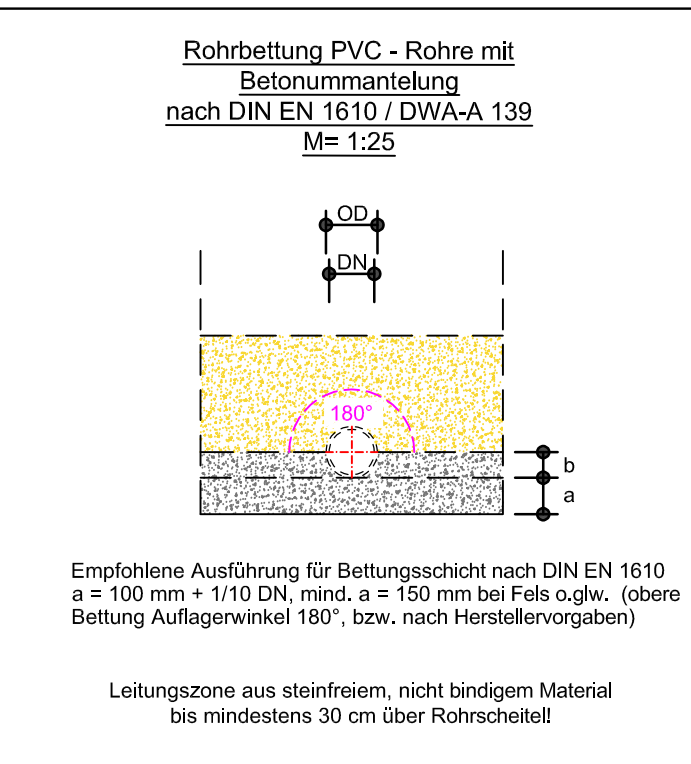 Rohrbettung PVC - Rohre mit
Betonummantelung
nach DIN EN 1610 / DWA-A 139
M= 1:25
OD
DN
180°
b
a
Empfohlene Ausführung für Bettungsschicht nach DIN EN 1610
a = 100 mm + 1/10 DN, mind. a = 150 mm bei Fels o.glw. (obere
Bettung Auflagerwinkel 180°, bzw. nach Herstellervorgaben)
Leitungszone aus steinfreiem, nicht bindigem Material
bis mindestens 30 cm über Rohrscheitel!